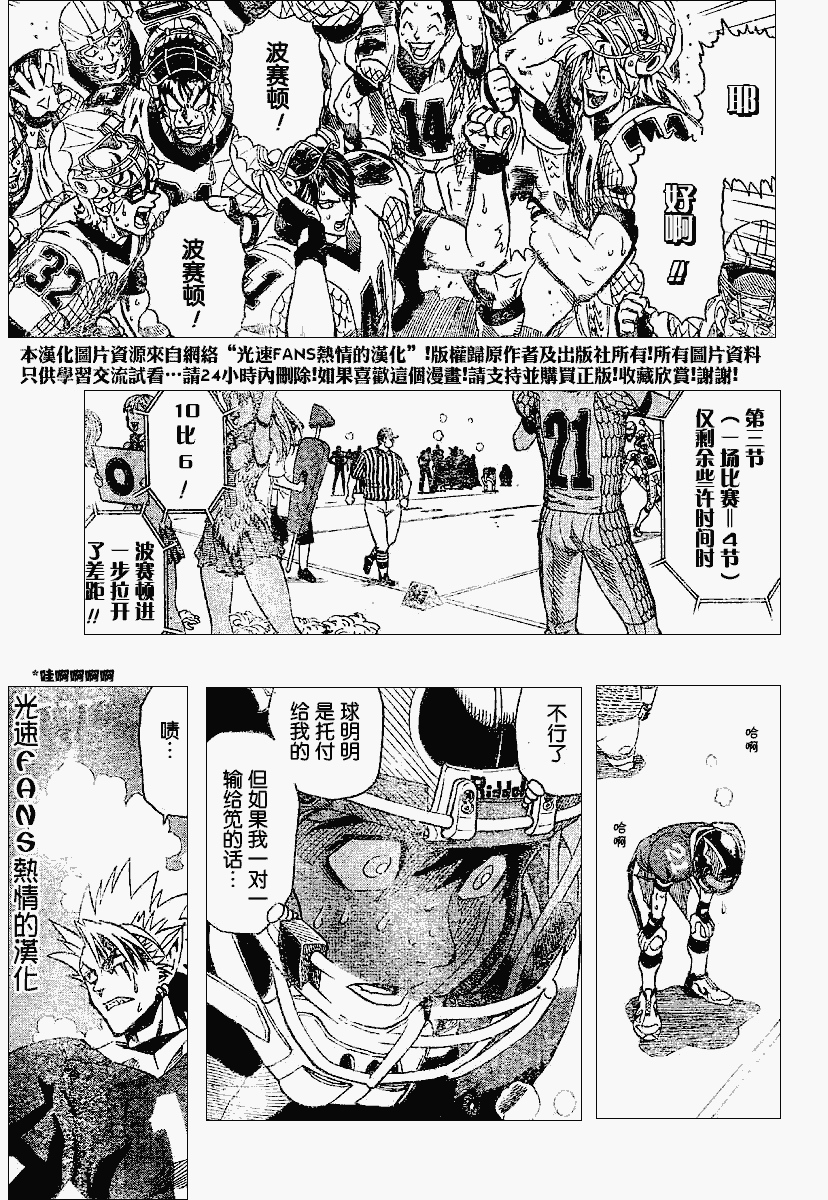 耶
好啊!!
波赛顿!
波赛顿!
14
32
本漢化圖片資源來自網絡“光速FANS熱情的漢化”!版權歸原作者及出版社所有!所有圖片資料
只供學習交流試看…請24小時內刪除!如果喜歡這個漫畫!請支持並購買正版!收藏欣賞!謝謝!
第三节
(一场比赛=4节)
仅剩余些许时间时
21
10
比
6!
0
波赛顿进
一步拉开
了差距!!
*哇啊啊啊啊
哈啊
哈啊
21
不行了
Riddell
球明明
是托付
给我的
但如果我一对一
输给笕的话…
啧…
1
光速FANS熱情的漢化